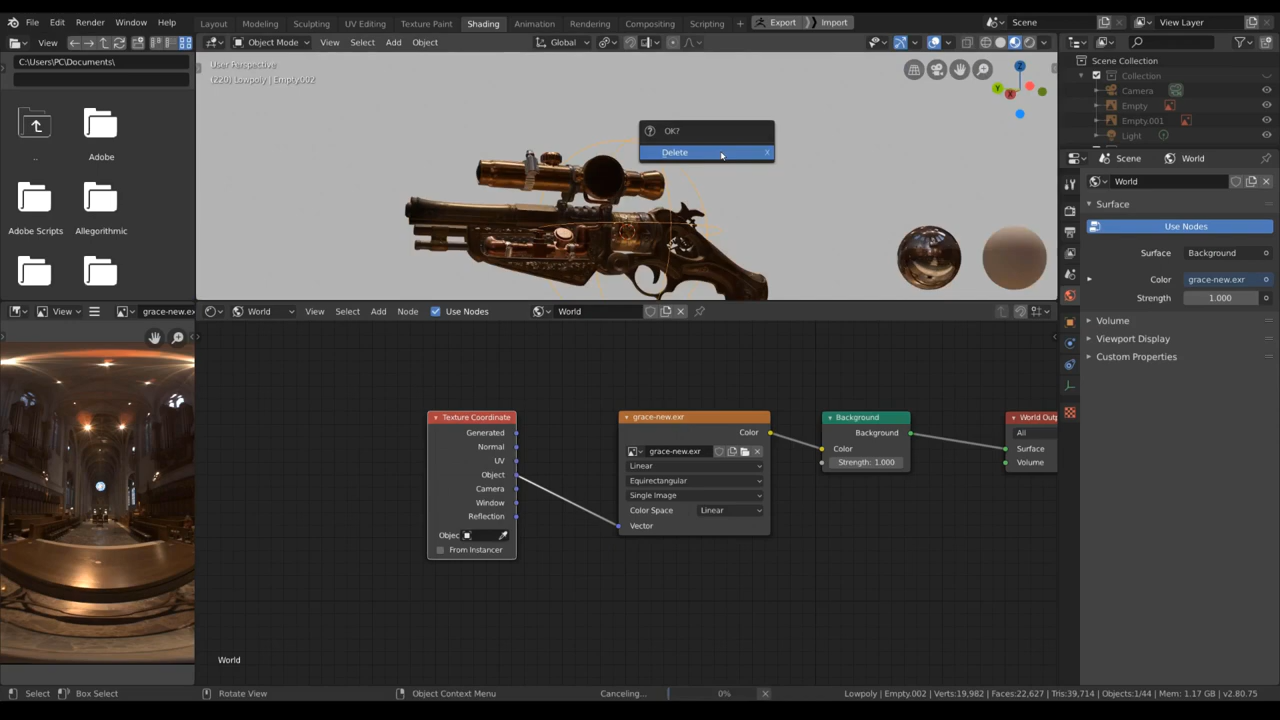 File Edit Render Window Help
Layout Modeling Sculpting UV Editing Texture Paint Shading Animation Rendering Compositing Scripting + Export Import
Scene View Layer
View
Object Mode View Select Add Object Global
C:\Users\PC\Documents\
..
Adobe
Adobe Scripts
Allegorithmic
User Perspective
(220) Lowpoly | Empty.002
OK?
Delete X
Z
Y
X
Scene Collection
Collection
Camera
Empty
Empty.001
Light
Scene World
World
Surface
Use Nodes
Surface Background
Color grace-new.exr
Strength 1.000
Volume
Viewport Display
Custom Properties
View grace-new.ex
World View Select Add Node Use Nodes World
Texture Coordinate
Generated
Normal
UV
Object
Camera
Window
Reflection
Objec
From Instancer
grace-new.exr
Color
grace-new.exr
Linear
Equirectangular
Single Image
Color Space Linear
Vector
Background
Background
Color
Strength: 1.000
World Outp
All
Surface
Volume
World
Select Box Select Rotate View Object Context Menu Canceling... 0% Lowpoly | Empty.002 | Verts:19,982 | Faces:22,627 | Tris:39,714 | Objects:1/44 | Mem: 1.17 GB | v2.80.75